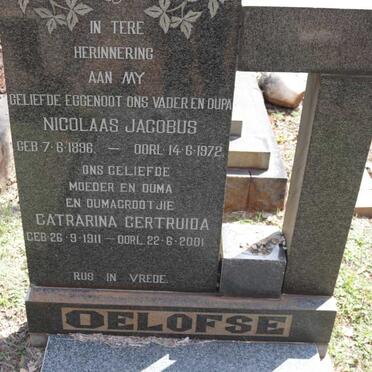 IN TERE
HERINNERING
AAN MY
GELIEFDE EGGENOOT ONS VADER EN OUPA
NICOLAAS JACOBUS
GEB. 7-6-1896. — OORL. 14-6-1972.
ONS GELIEFDE
MOEDER EN OUMA
EN OUMAGROOTJIE
CATRARINA GERTRUIDA
GEB. 26-9-1911 — OORL. 22-6-2001
RUS IN VREDE.
OELOFSE